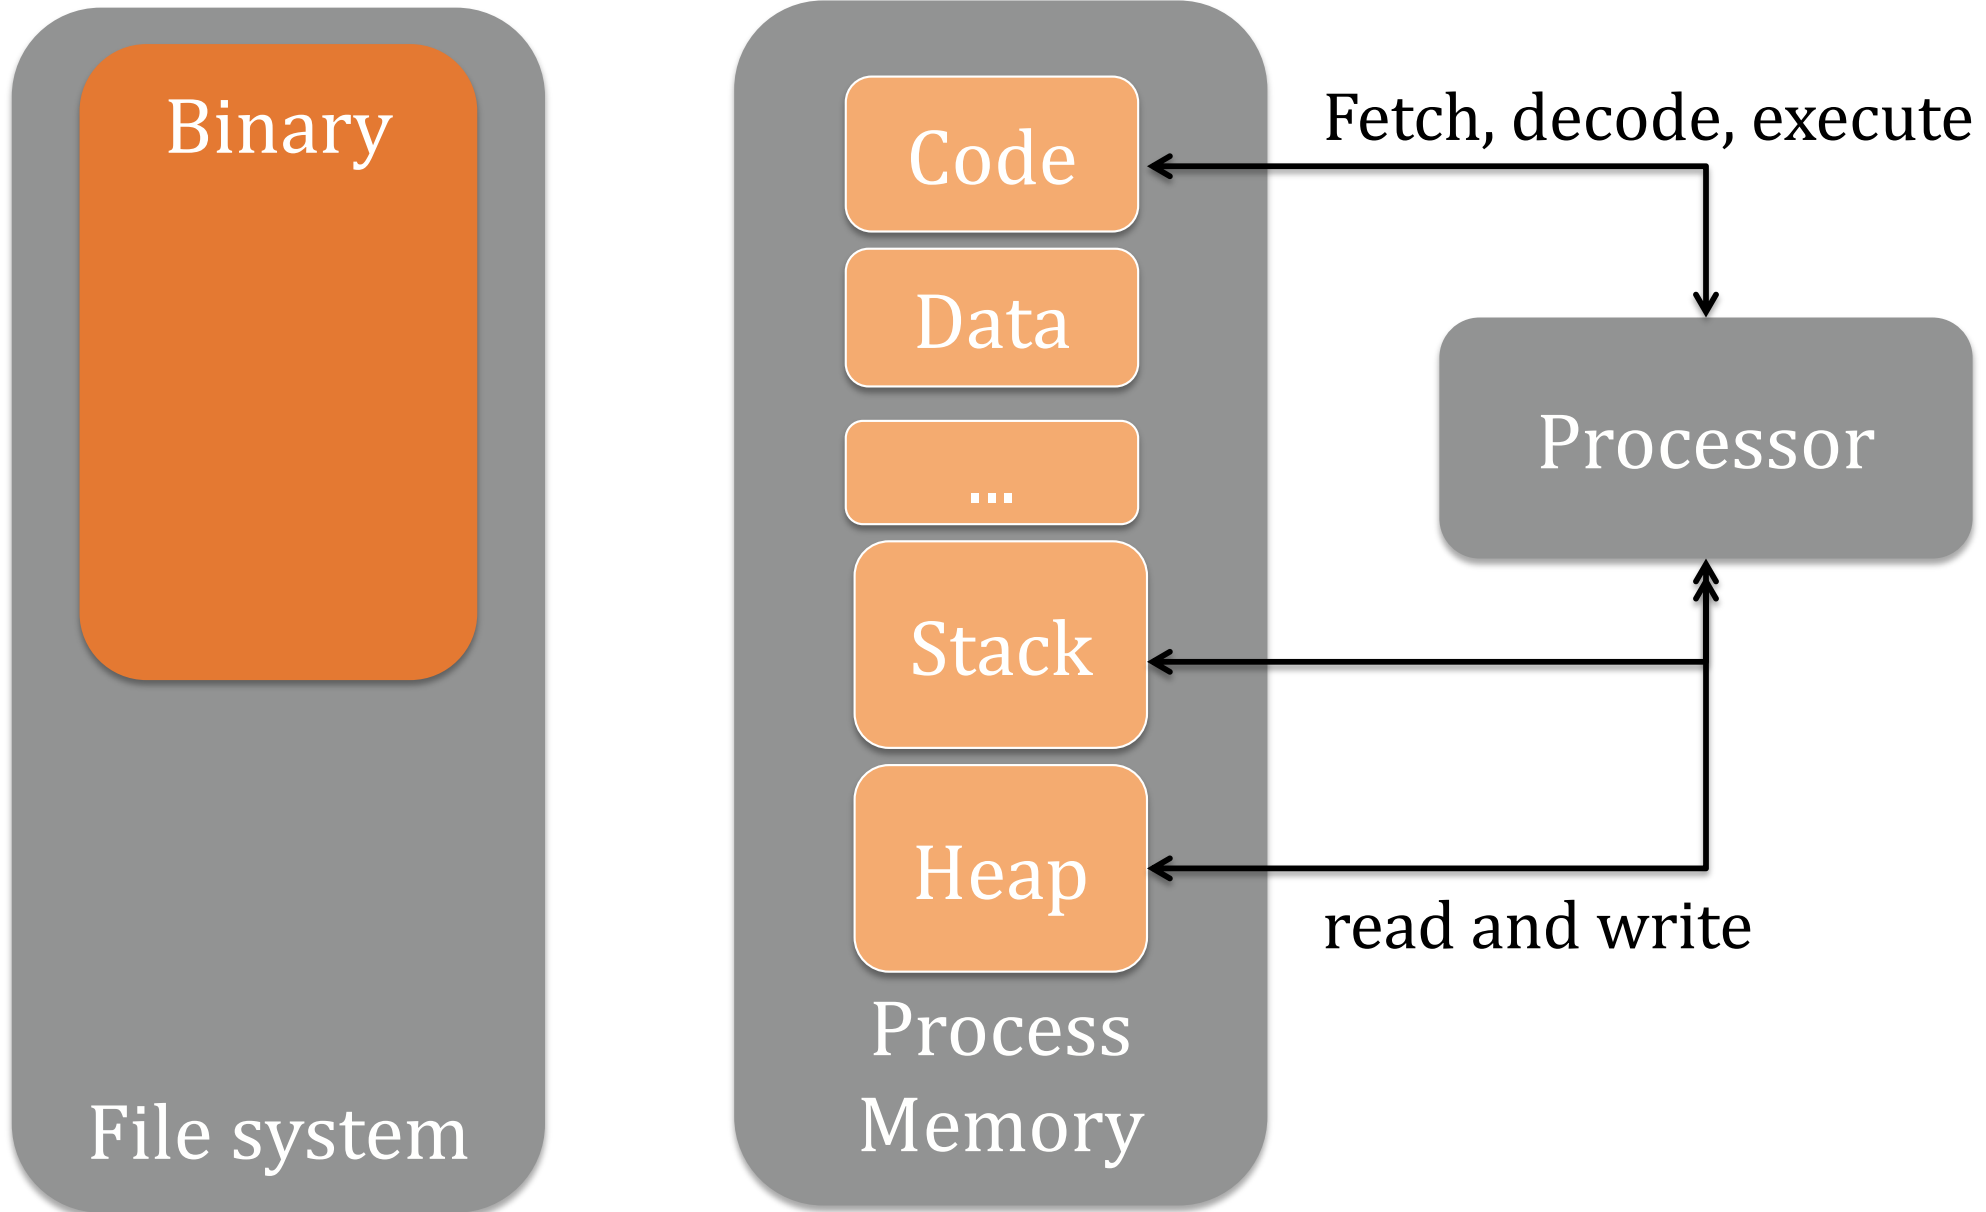 Binary
File system
Code
Data
...
Stack
Heap
Process
Memory
Fetch, decode, execute
Processor
read and write